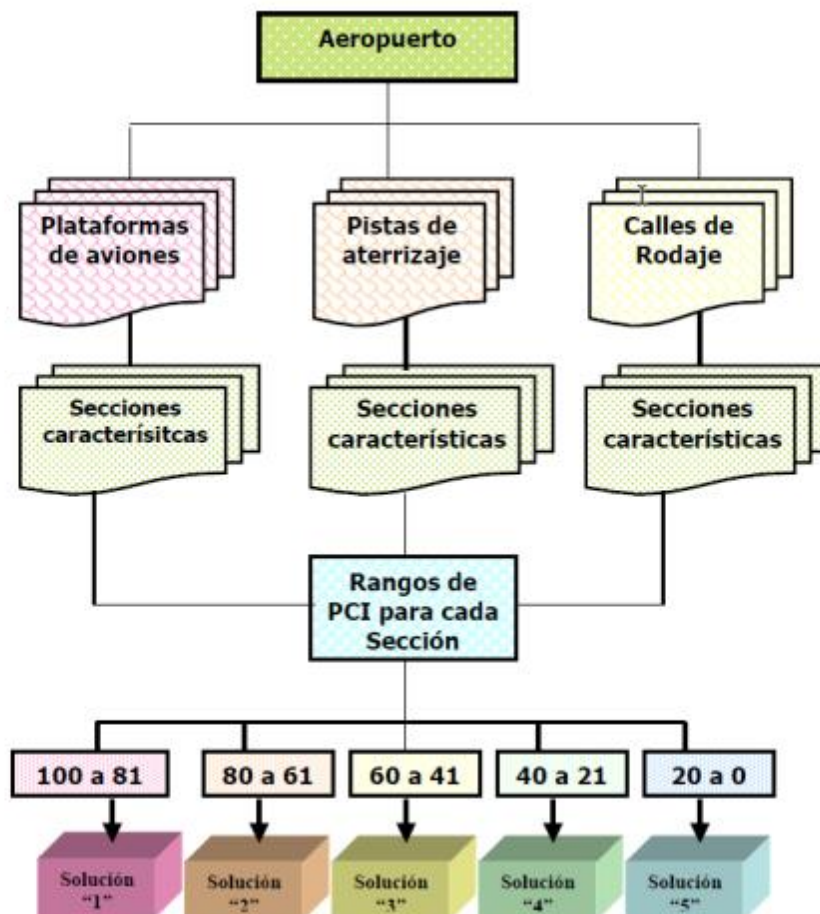 Aeropuerto
Plataformas
de aviones
Pistas de
aterrizaje
Calles de
Rodaje
Secciones
caracterísitcas
Secciones
características
Secciones
características
Rangos de
PCI para cada
Sección
100 a 81
80 a 61
60 a 41
40 a 21
20 a 0
Solución
"1"
Solución
"2"
Solución
"3"
Solución
"4"
Solución
"5"